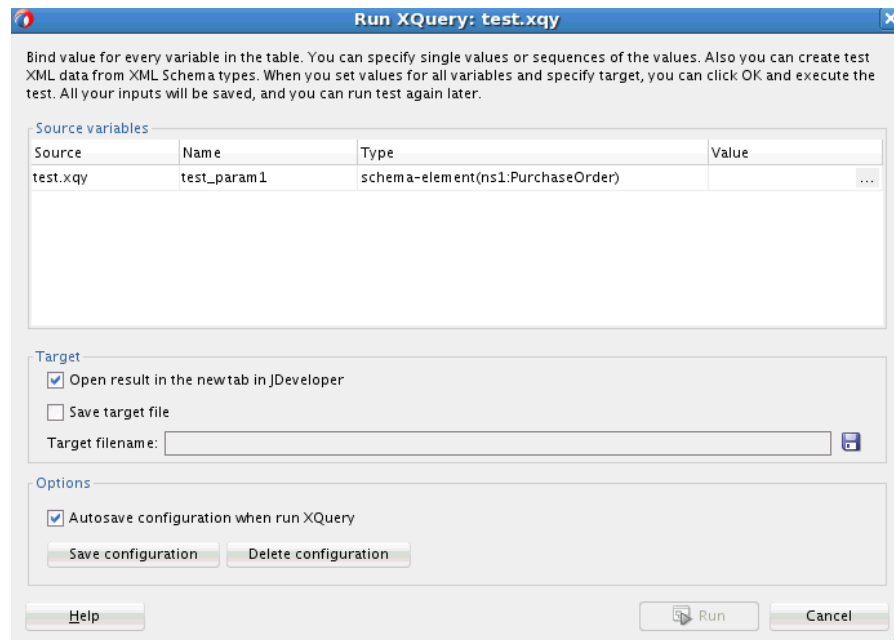 Run XQuery: test.xqy
Bind value for every variable in the table. You can specify single values or sequences of the values. Also you can create test
XML data from XML Schema types. When you set values for all variables and specify target, you can click OK and execute the
test. All your inputs will be saved, and you can run test again later.
Source variables
Source Name Type Value
test.xqy test_param1 schema-element(ns1:PurchaseOrder) ...
Target
Open result in the new tab in JDeveloper
Save target file
Target filename:
Options
Autosave configuration when run XQuery
Save configuration Delete configuration
Help Run Cancel